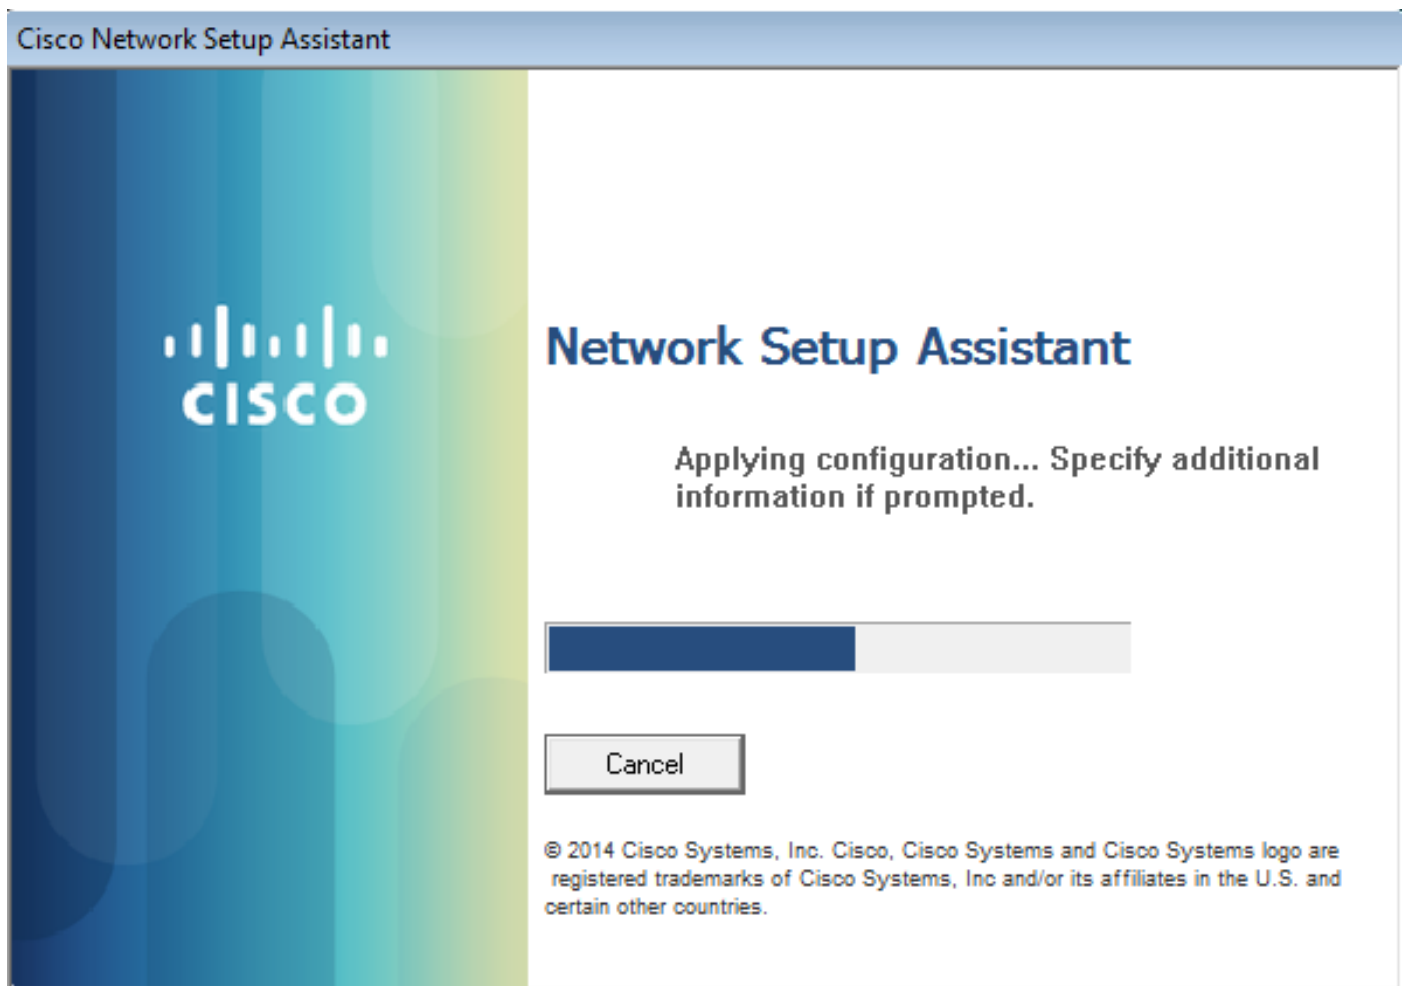 Cisco Network Setup Assistant
CISCO
Network Setup Assistant
Applying configuration... Specify additional
information if prompted.
Cancel
© 2014 Cisco Systems, Inc. Cisco, Cisco Systems and Cisco Systems logo are
registered trademarks of Cisco Systems, Inc and/or its affiliates in the U.S. and
certain other countries.